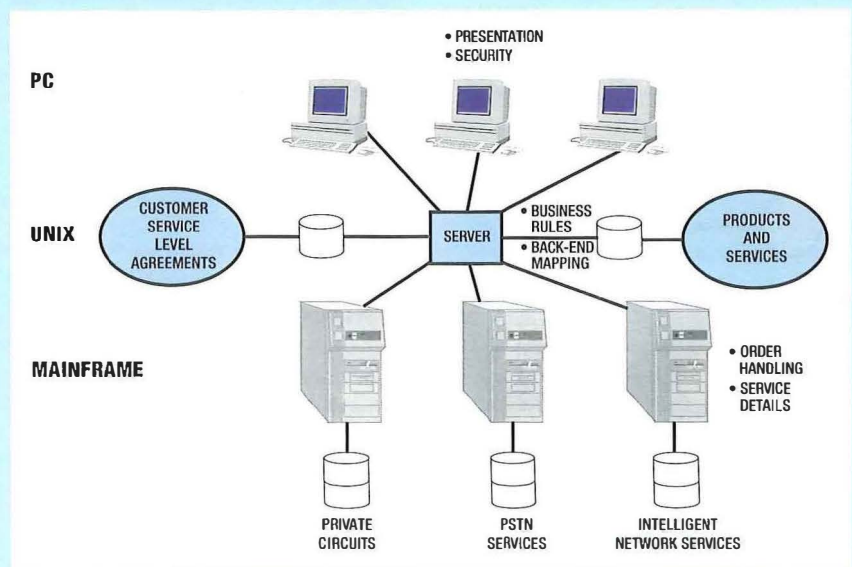 • PRESENTATION
• SECURITY
PC
UNIX
CUSTOMER
SERVICE
LEVEL
AGREEMENTS
SERVER
• BUSINESS
RULES
• BACK-END
MAPPING
PRODUCTS
AND
SERVICES
MAINFRAME
• ORDER
HANDLING
• SERVICE
DETAILS
PRIVATE
CIRCUITS
PSTN
SERVICES
INTELLIGENT
NETWORK SERVICES